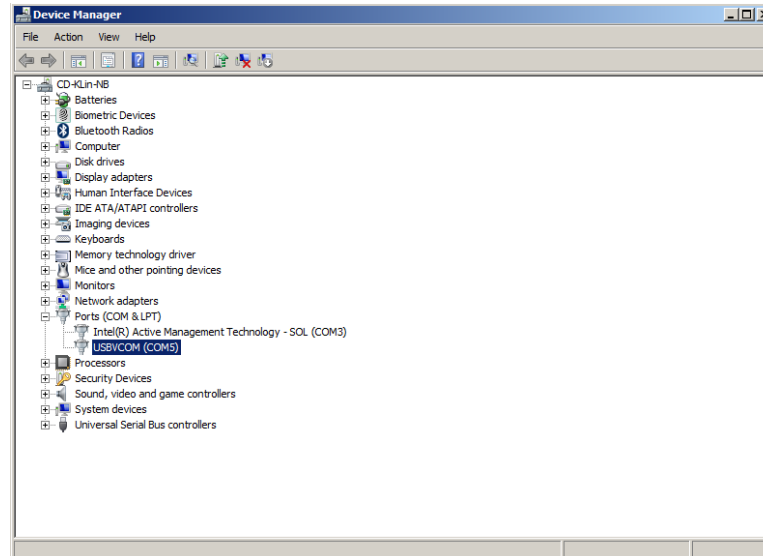 Device Manager
File Action View Help
CD-KLin-NB
Batteries
Biometric Devices
Bluetooth Radios
Computer
Disk drives
Display adapters
Human Interface Devices
IDE ATA/ATAPI controllers
Imaging devices
Keyboards
Memory technology driver
Mice and other pointing devices
Monitors
Network adapters
Ports (COM & LPT)
Intel(R) Active Management Technology - SOL (COM3)
USBVCOM (COM5)
Processors
Security Devices
Sound, video and game controllers
System devices
Universal Serial Bus controllers